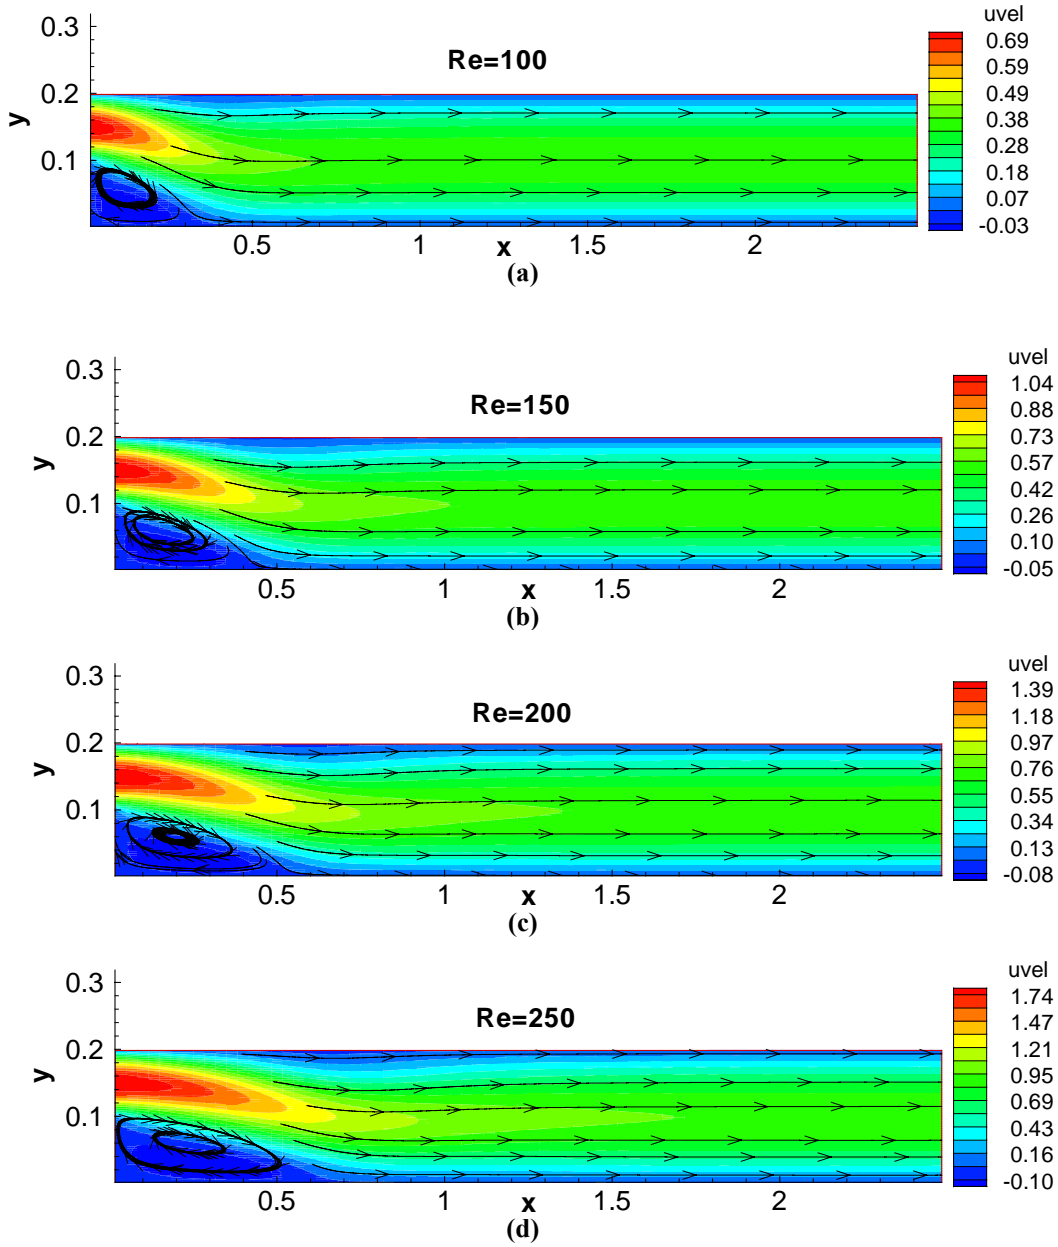 uvel
0.3
Re=100
0.69
0.59
0.49
0.38
0.28
0.18
0.07
-0.03
0.2
y
0.1
0.5 1 x 1.5 2
(a)
uvel
0.3
Re=150
1.04
0.88
0.73
0.57
0.42
0.26
0.10
-0.05
0.2
y
0.1
0.5 x 1 1.5 2
(b)
uvel
0.3
Re=200
1.39
1.18
0.97
0.76
0.55
0.34
0.13
-0.08
0.2
y
0.1
0.5 1 x 1.5 2
(c)
uvel
0.3
Re=250
1.74
1.47
1.21
0.95
0.69
0.43
0.16
-0.10
0.2
y
0.1
0.5 1 x 1.5 2
(d)